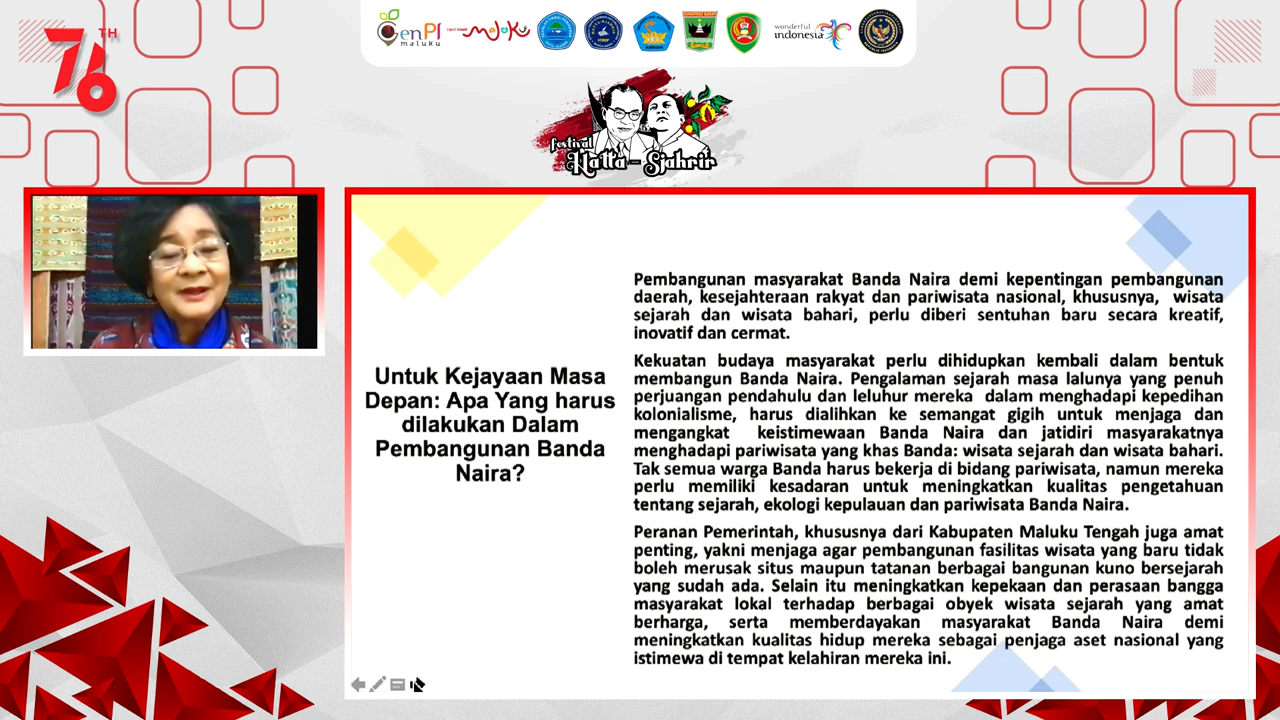 76TH
GenPI
maluku
Maluku
wonderful
indonesia
festival
Hatta - Sjahrir
Untuk Kejayaan Masa
Depan: Apa Yang harus
dilakukan Dalam
Pembangunan Banda
Naira?
Pembangunan masyarakat Banda Naira demi kepentingan pembangunan
daerah, kesejahteraan rakyat dan pariwisata nasional, khususnya, wisata
sejarah dan wisata bahari, perlu diberi sentuhan baru secara kreatif,
inovatif dan cermat.
Kekuatan budaya masyarakat perlu dihidupkan kembali dalam bentuk
membangun Banda Naira. Pengalaman sejarah masa lalunya yang penuh
perjuangan pendahulu dan leluhur mereka dalam menghadapi kepedihan
kolonialisme, harus dialihkan ke semangat gigih untuk menjaga dan
mengangkat keistimewaan Banda Naira dan jatidiri masyarakatnya
menghadapi pariwisata yang khas Banda: wisata sejarah dan wisata bahari.
Tak semua warga Banda harus bekerja di bidang pariwisata, namun mereka
perlu memiliki kesadaran untuk meningkatkan kualitas pengetahuan
tentang sejarah, ekologi kepulauan dan pariwisata Banda Naira.
Peranan Pemerintah, khususnya dari Kabupaten Maluku Tengah juga amat
penting, yakni menjaga agar pembangunan fasilitas wisata yang baru tidak
boleh merusak situs maupun tatanan berbagai bangunan kuno bersejarah
yang sudah ada. Selain itu meningkatkan kepekaan dan perasaan bangga
masyarakat lokal terhadap berbagai obyek wisata sejarah yang amat
berharga, serta memberdayakan masyarakat Banda Naira demi
meningkatkan kualitas hidup mereka sebagai penjaga aset nasional yang
istimewa di tempat kelahiran mereka ini.